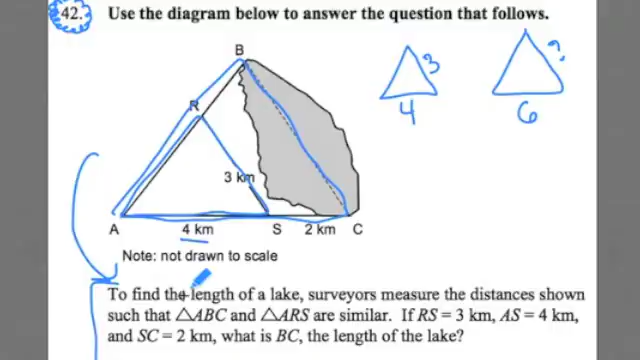 42. Use the diagram below to answer the question that follows.
B
R
3 km
A
4 km
S
2 km
C
3
4
?
6
Note: not drawn to scale
To find the length of a lake, surveyors measure the distances shown
such that △ABC and △ARS are similar. If RS = 3 km, AS = 4 km,
and SC = 2 km, what is BC, the length of the lake?